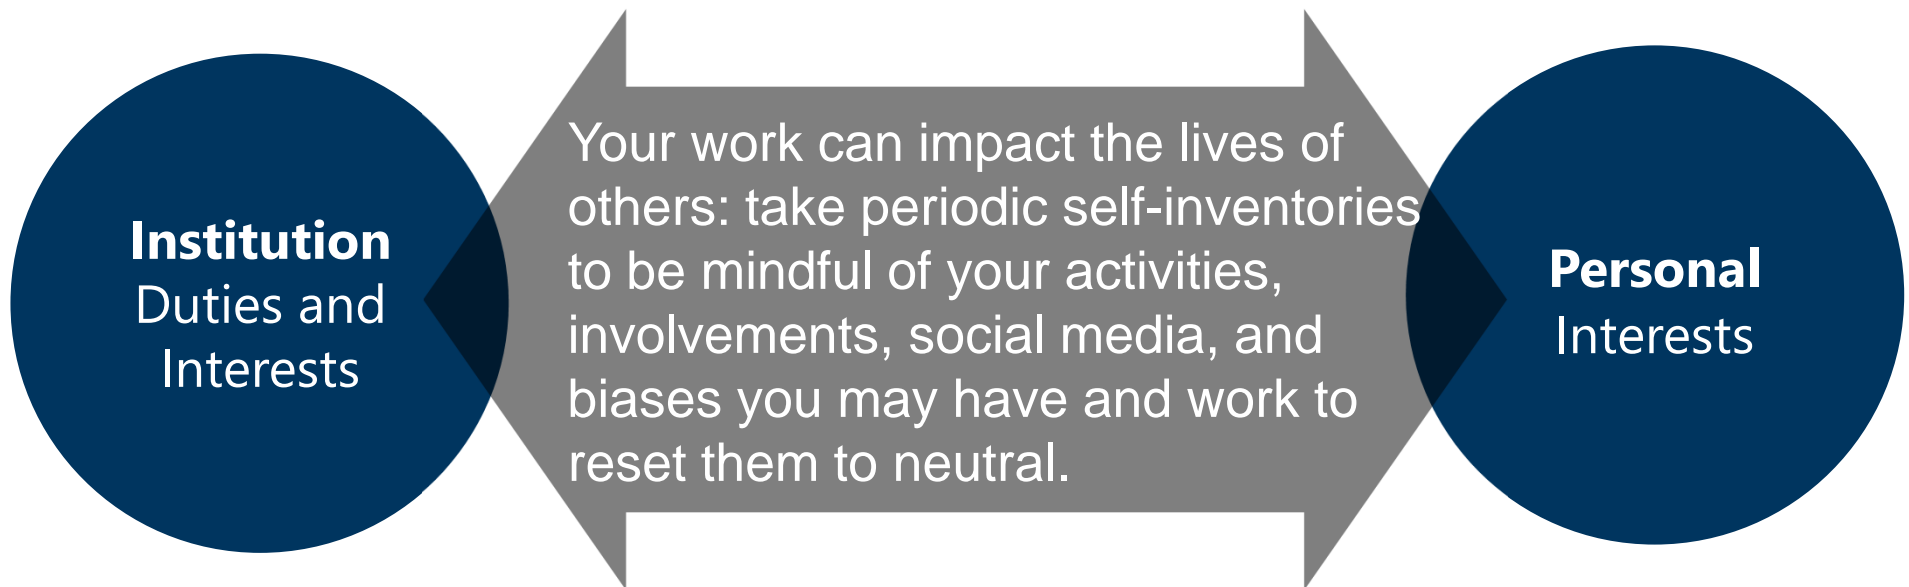 Institution
Duties and
Interests
Your work can impact the lives of
others: take periodic self-inventories
to be mindful of your activities,
involvements, social media, and
biases you may have and work to
reset them to neutral.
Personal
Interests